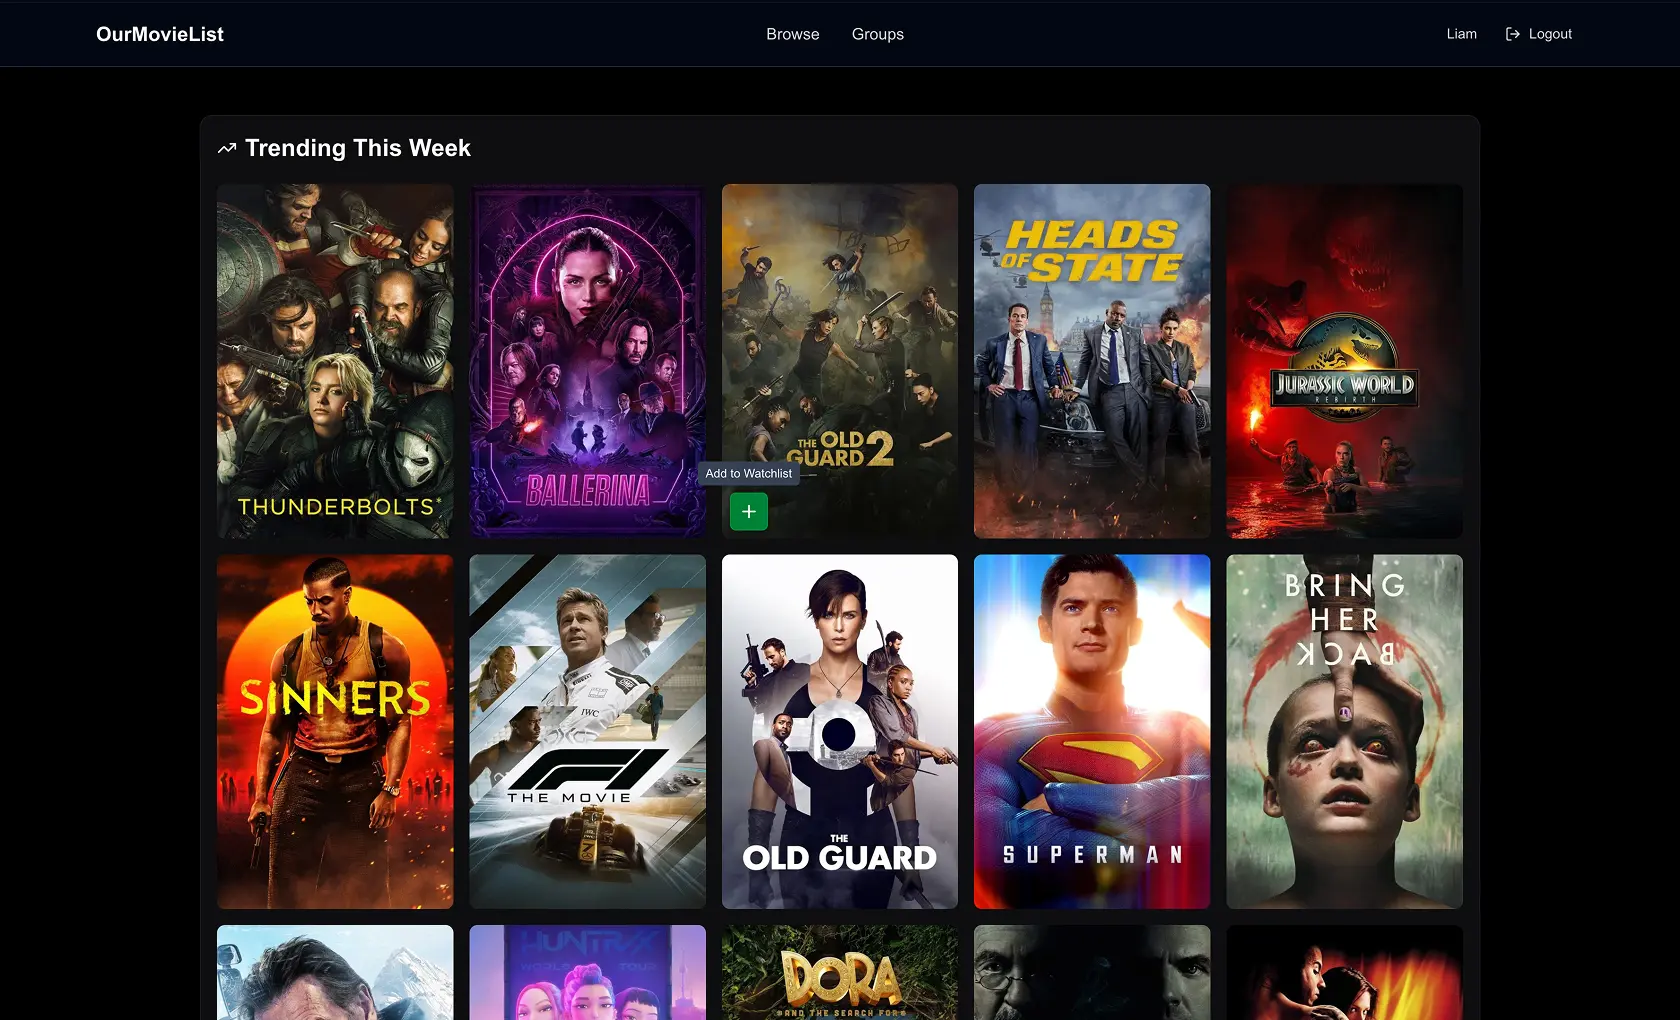 OurMovieList
Browse
Groups
Liam
Logout
Trending This Week
THUNDERBOLTS*
BALLERINA
THE OLD
GUARD 2
Add to Watchlist
HEADS
OF STATE
JURASSIC WORLD
REBIRTH
SINNERS
IWC
F1
THE MOVIE
THE
OLD GUARD
SUPERMAN
BRING
HER
BACK
HUNTR/X
WORLD TOUR
DORA
AND THE SEARCH FOR